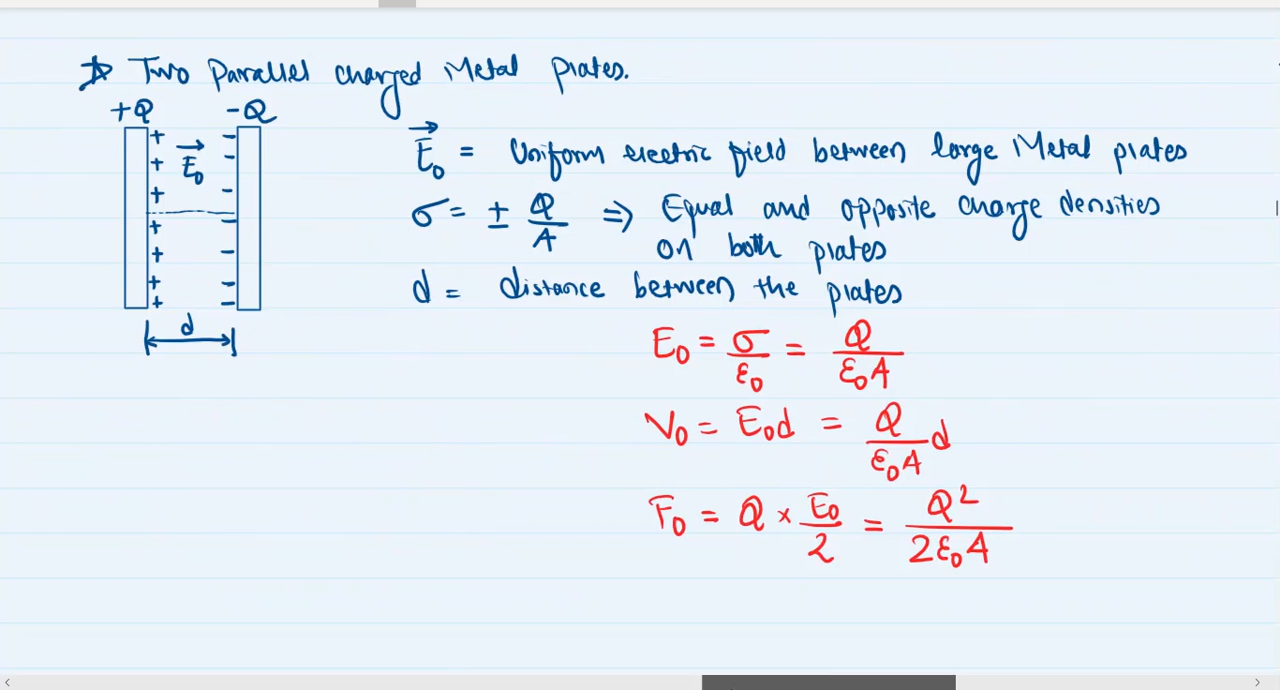 Two Parallel charged Metal plates.
+Q -Q
E₀⃗
d
E₀⃗ = Uniform electric field between large Metal plates
σ = ± Q/A ⇒ Equal and opposite charge densities
on both plates
d = distance between the plates
E₀ = σ/ε₀ = Q/ε₀A
V₀ = E₀d = Q/ε₀A d
F₀ = Q × E₀/2 = Q²/2ε₀A